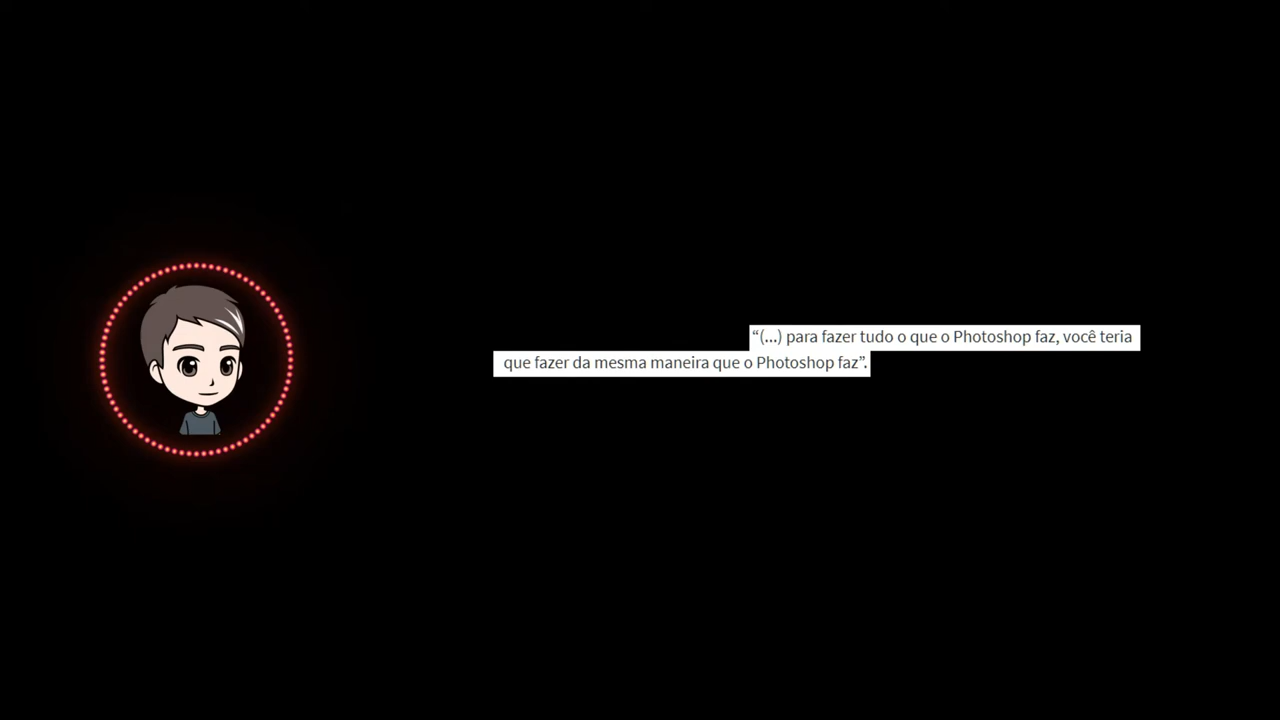 “(...) para fazer tudo o que o Photoshop faz, você teria
que fazer da mesma maneira que o Photoshop faz”.